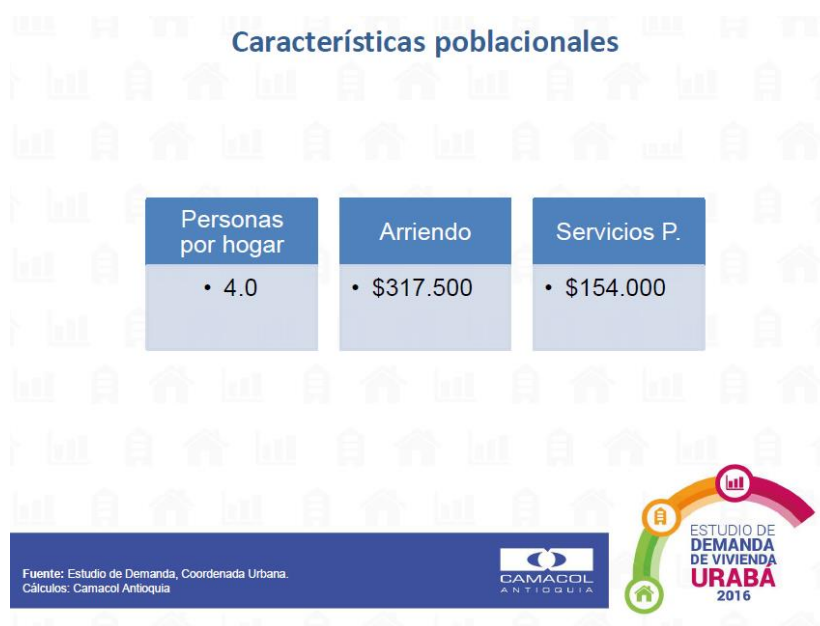 Características poblacionales
Personas
por hogar
• 4.0
Arriendo
• $317.500
Servicios P.
• $154.000
Fuente: Estudio de Demanda, Coordenada Urbana.
Cálculos: Camacol Antioquia
CAMACOL
ANTIOQUIA
ESTUDIO DE
DEMANDA
DE VIVIENDA
URABÁ
2016